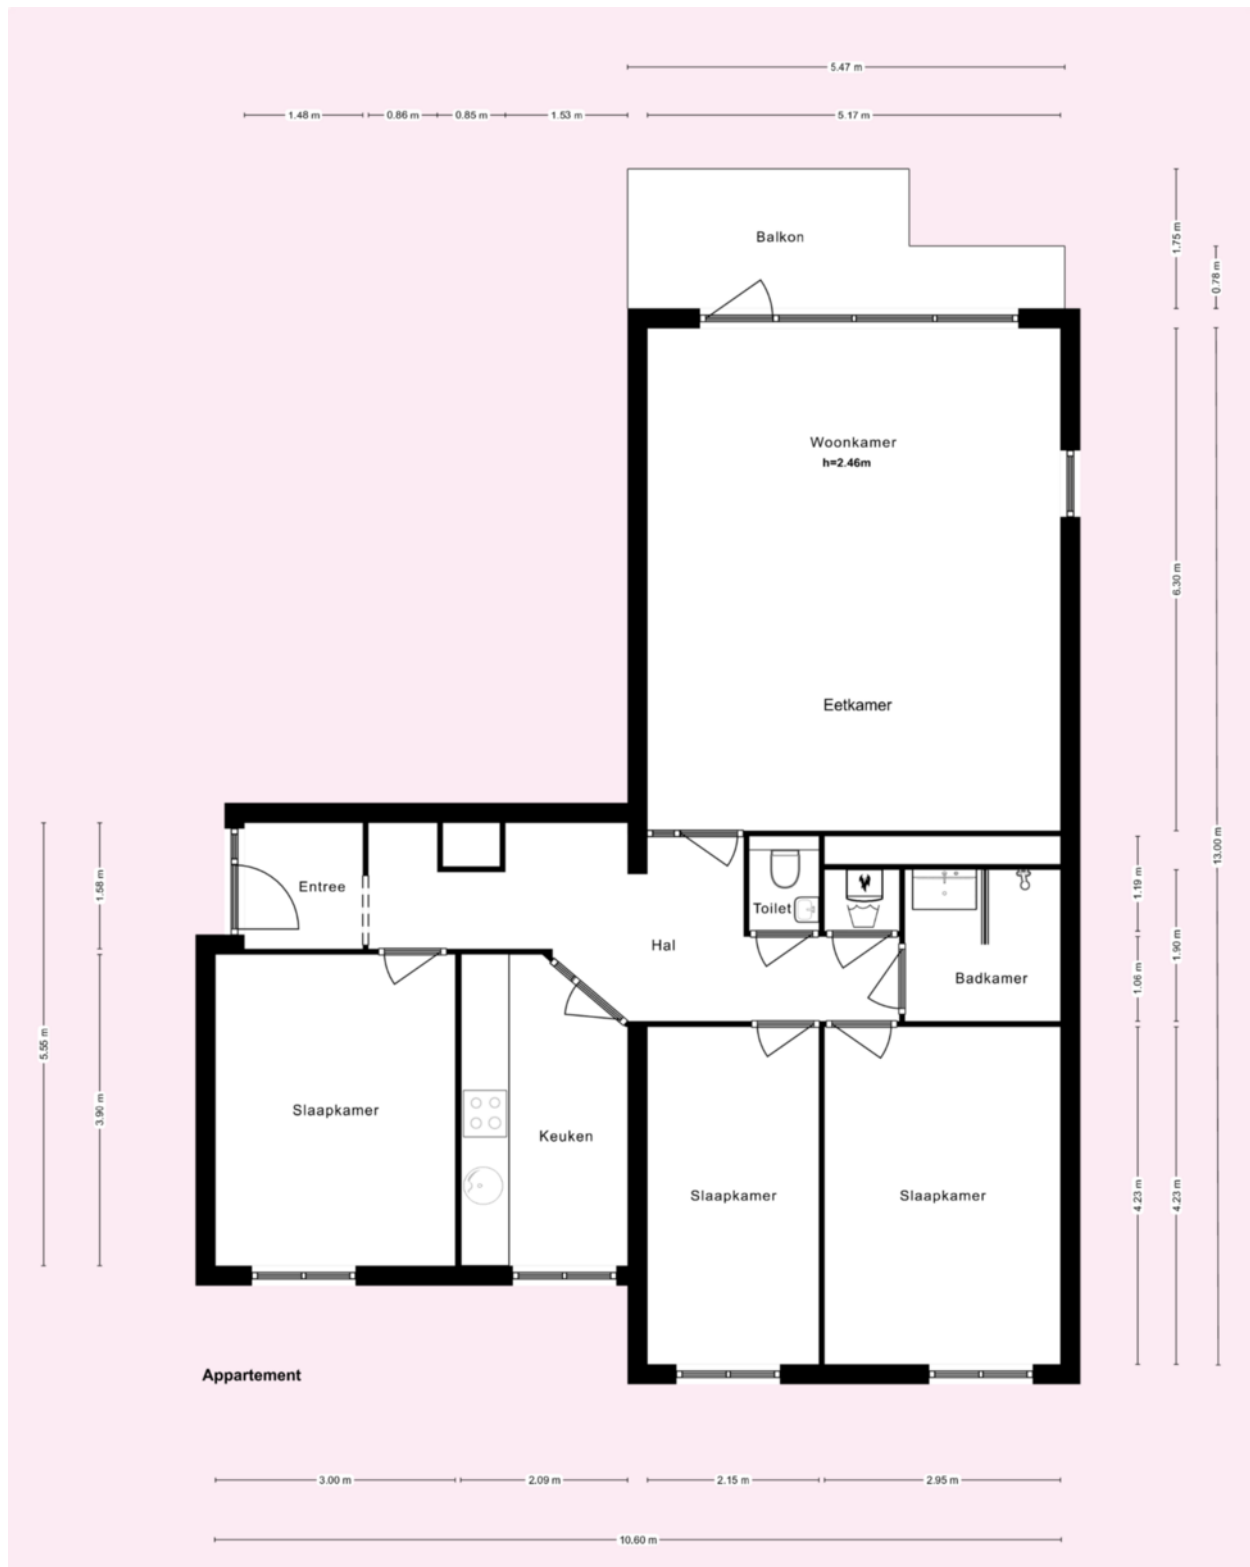 5.47 m
1.48 m 0.86 m 0.85 m 1.53 m 5.17 m
Balkon
1.75 m
0.78 m
Woonkamer
h=2.46m
6.30 m
Eetkamer
13.00 m
1.58 m
Entree
1.19 m
Toilet
Hal
1.90 m
Badkamer
1.06 m
5.55 m
3.90 m
Slaapkamer
Keuken
Slaapkamer
Slaapkamer
4.23 m
4.23 m
Appartement
3.00 m 2.09 m 2.15 m 2.95 m
10.60 m